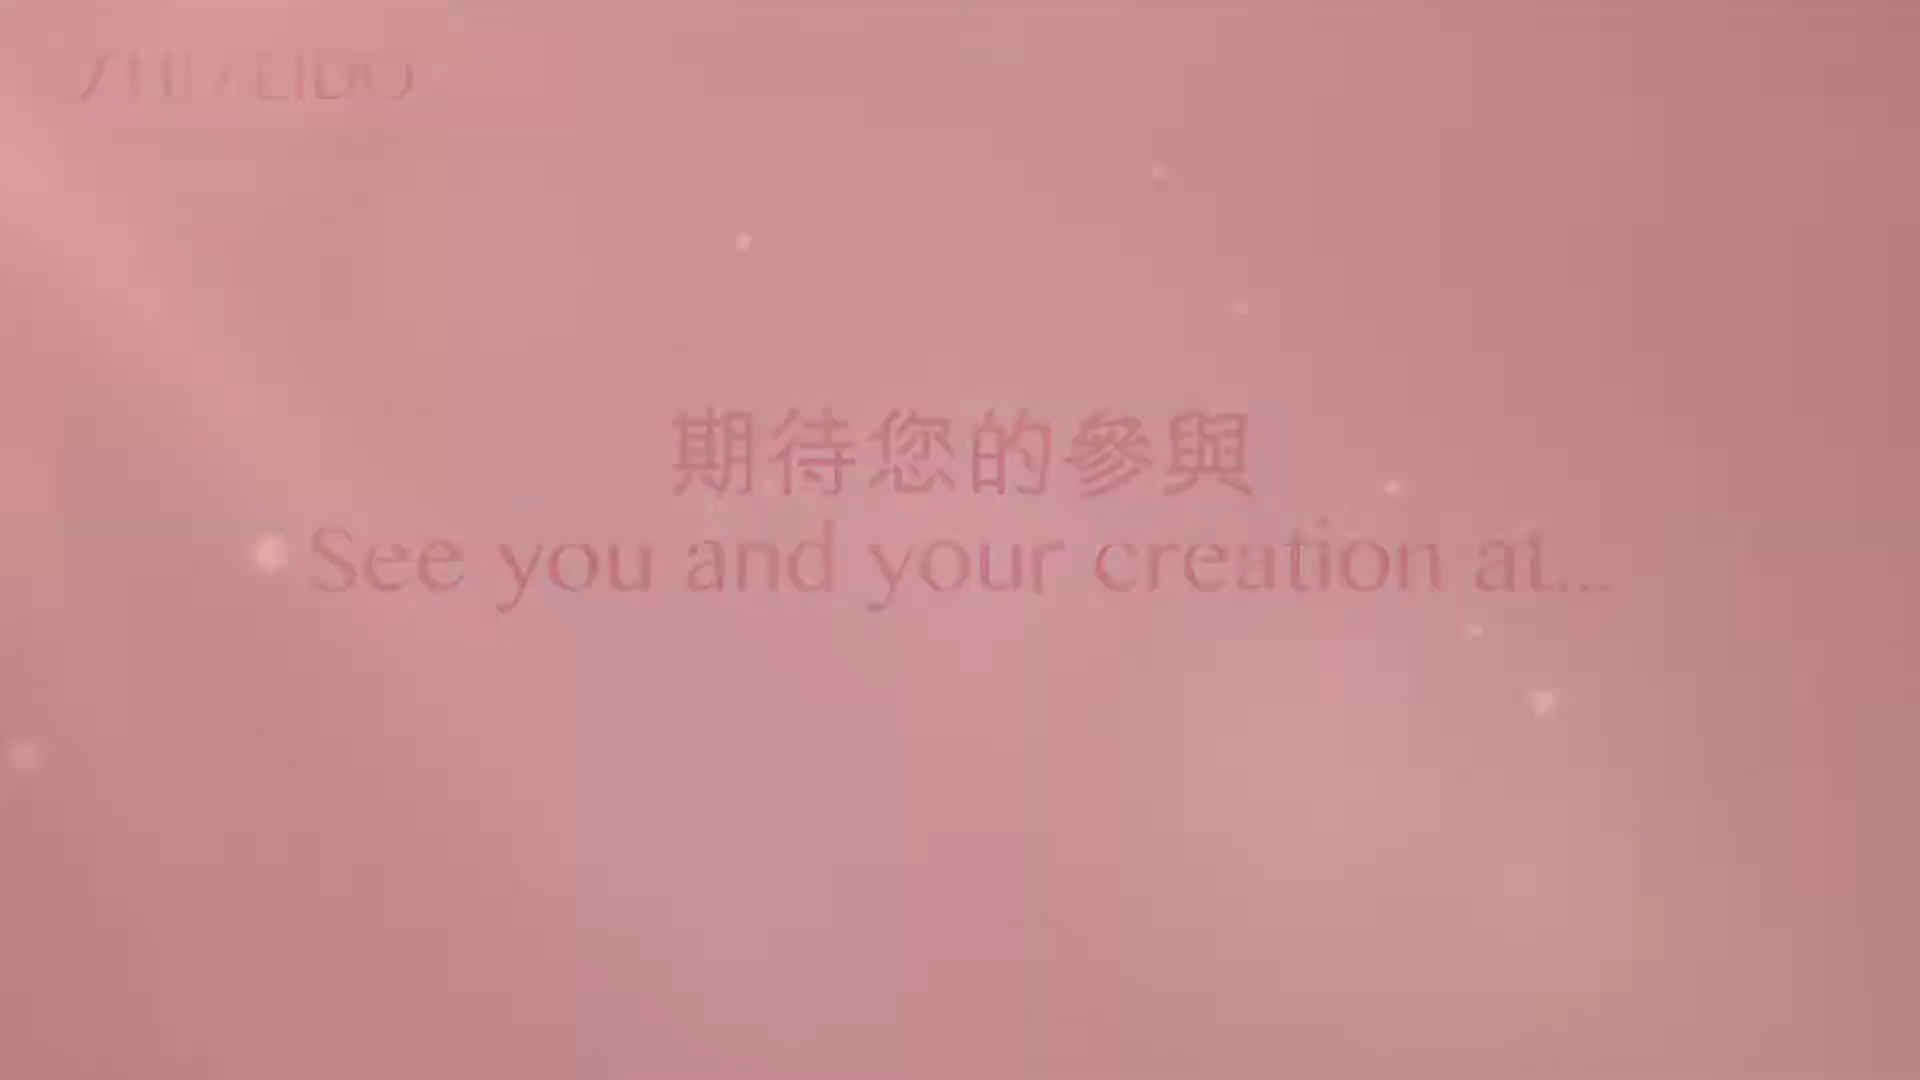 SHISEIDO
期待您的參與
See you and your creation at...